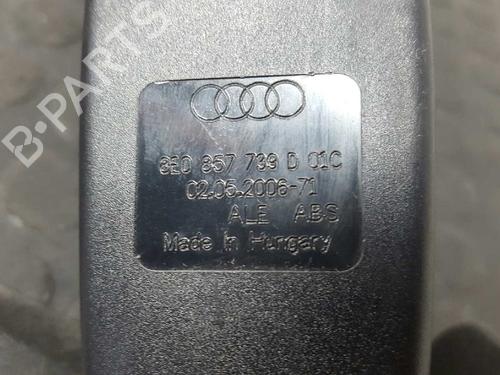 8E0 857 739 D 01C
02.05.2006-71
ALE ABS
Made in Hungary
B-PARTS